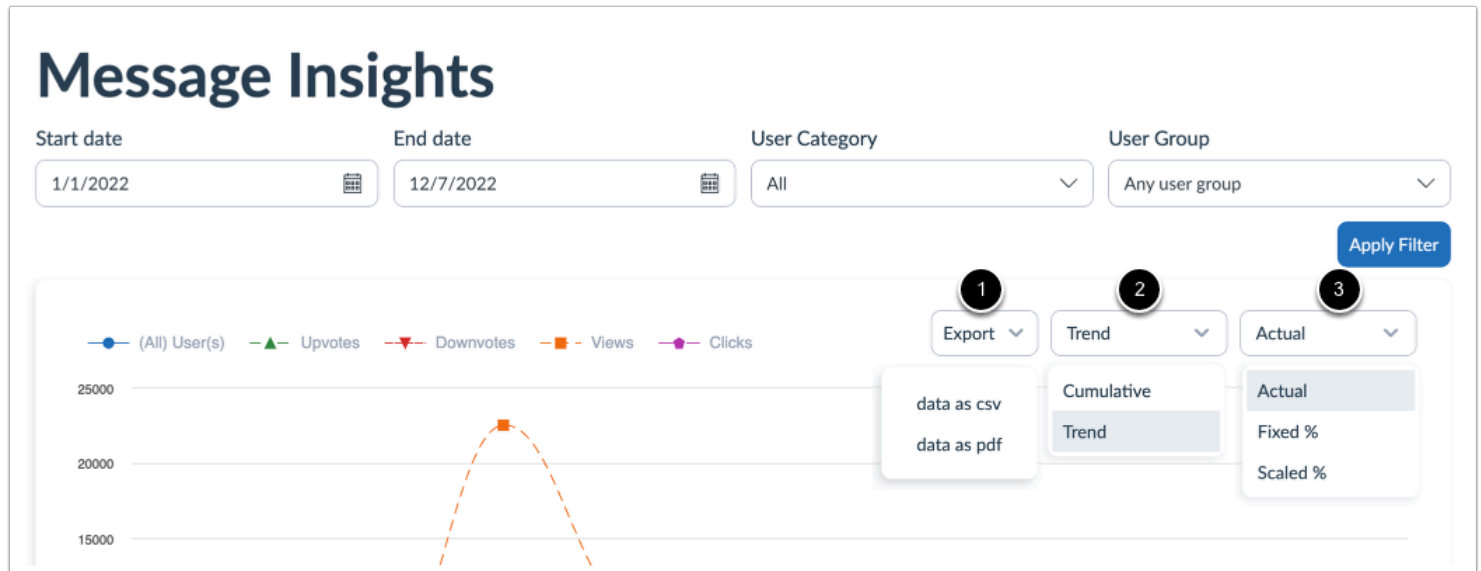 Message Insights
Start date
End date
User Category
User Group
1/1/2022
12/7/2022
All
Any user group
Apply Filter
1
2
3
(All) User(s)
Upvotes
Downvotes
Views
Clicks
Export
Trend
Actual
data as csv
data as pdf
Cumulative
Trend
Actual
Fixed %
Scaled %
25000
20000
15000